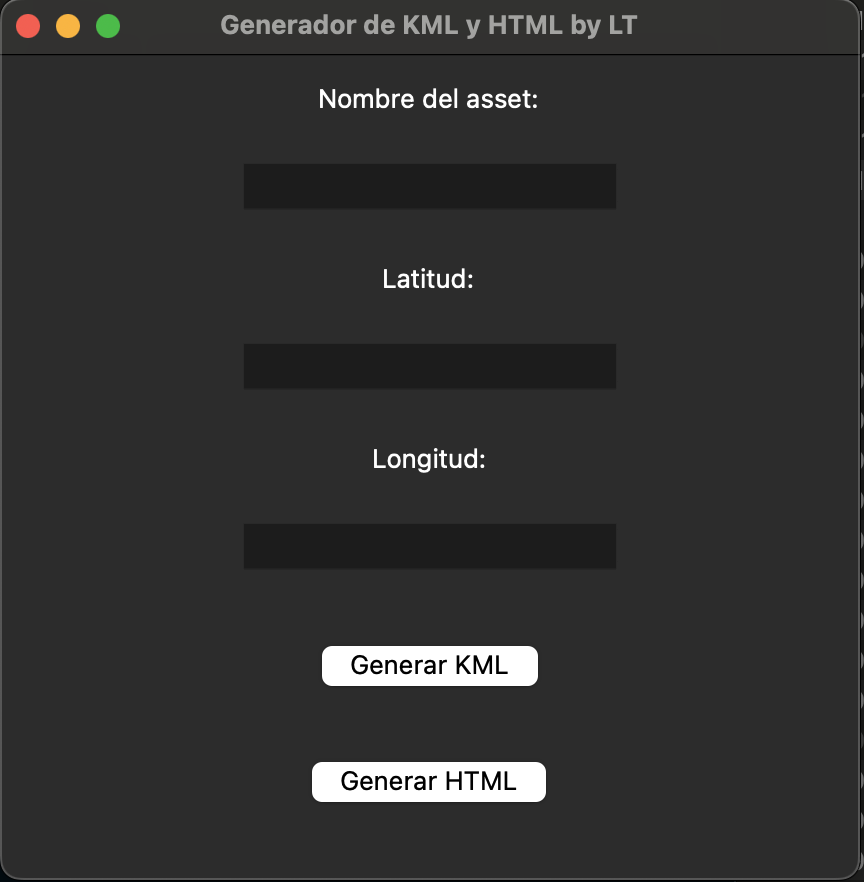 Generador de KML y HTML by LT
Nombre del asset:
Latitud:
Longitud:
Generar KML
Generar HTML